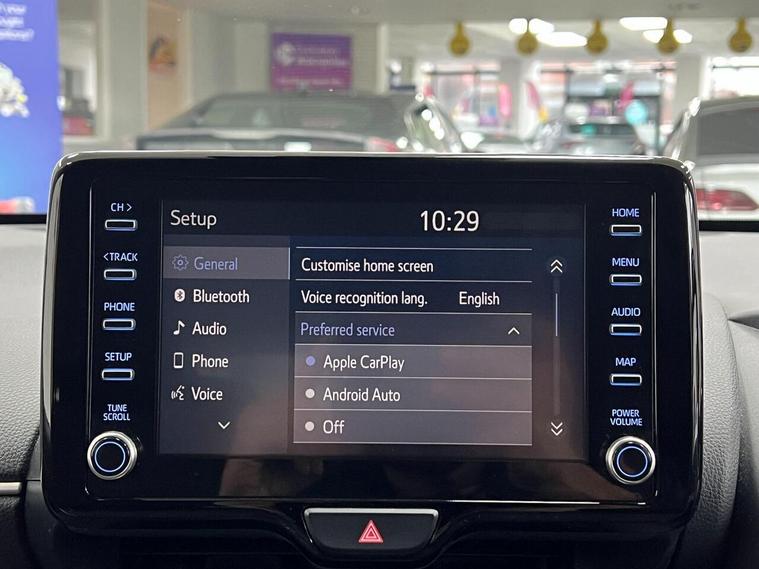 CH >
< TRACK
PHONE
SETUP
TUNE
SCROLL
Setup
10:29
General
Bluetooth
Audio
Phone
Voice
Customise home screen
Voice recognition lang. English
Preferred service
Apple CarPlay
Android Auto
Off
HOME
MENU
AUDIO
MAP
POWER
VOLUME